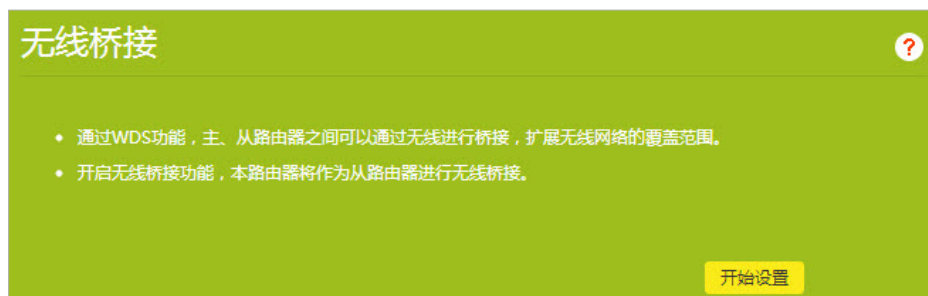 无线桥接
?
• 通过WDS功能，主、从路由器之间可以通过无线进行桥接，扩展无线网络的覆盖范围。
• 开启无线桥接功能，本路由器将作为从路由器进行无线桥接。
开始设置